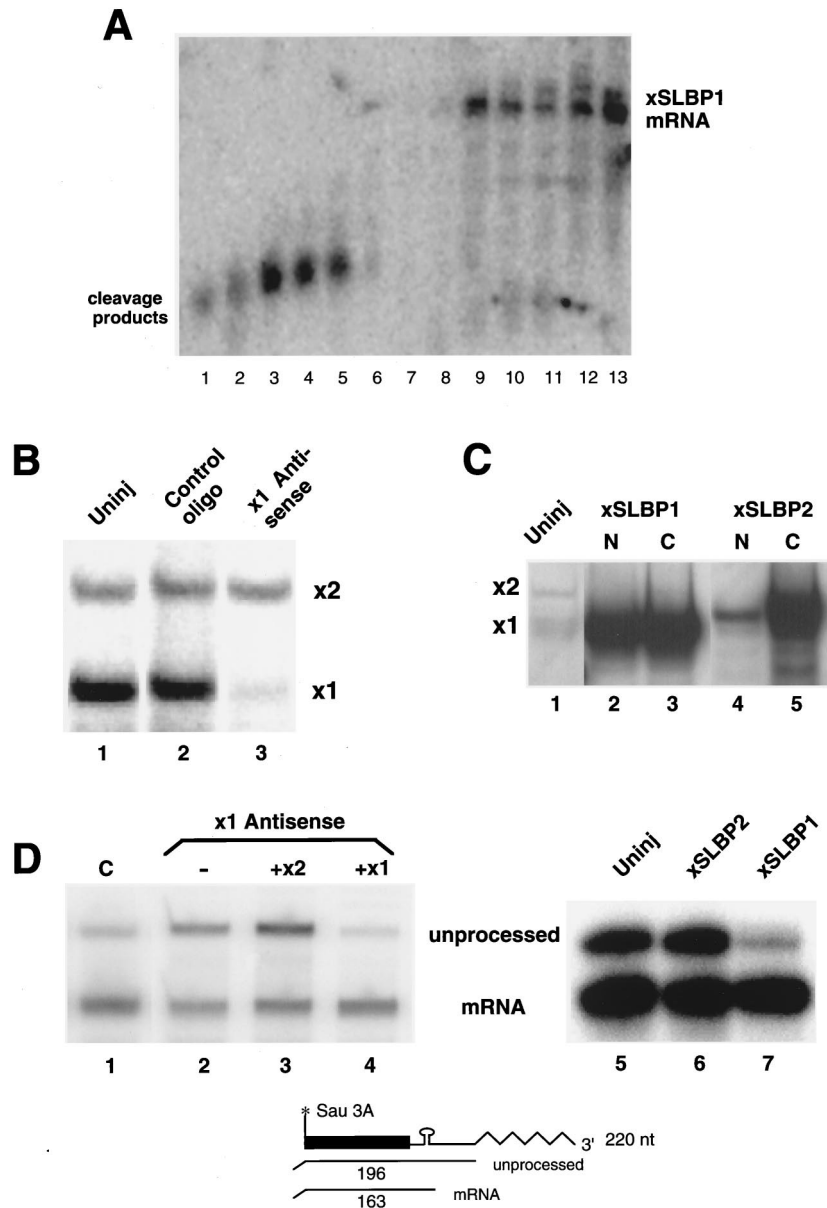 A
xSLBP1
mRNA
cleavage
products
1 2 3 4 5 6 7 8 9 10 11 12 13
B
Uninj
Control
oligo
x1 Anti-
sense
x2
x1
1 2 3
C
Uninj
xSLBP1
xSLBP2
N C N C
x2
x1
1 2 3 4 5
D
x1 Antisense
C - +x2 +x1
unprocessed
mRNA
1 2 3 4
Uninj
xSLBP2
xSLBP1
5 6 7
* Sau 3A
3' 220 nt
196 unprocessed
163 mRNA